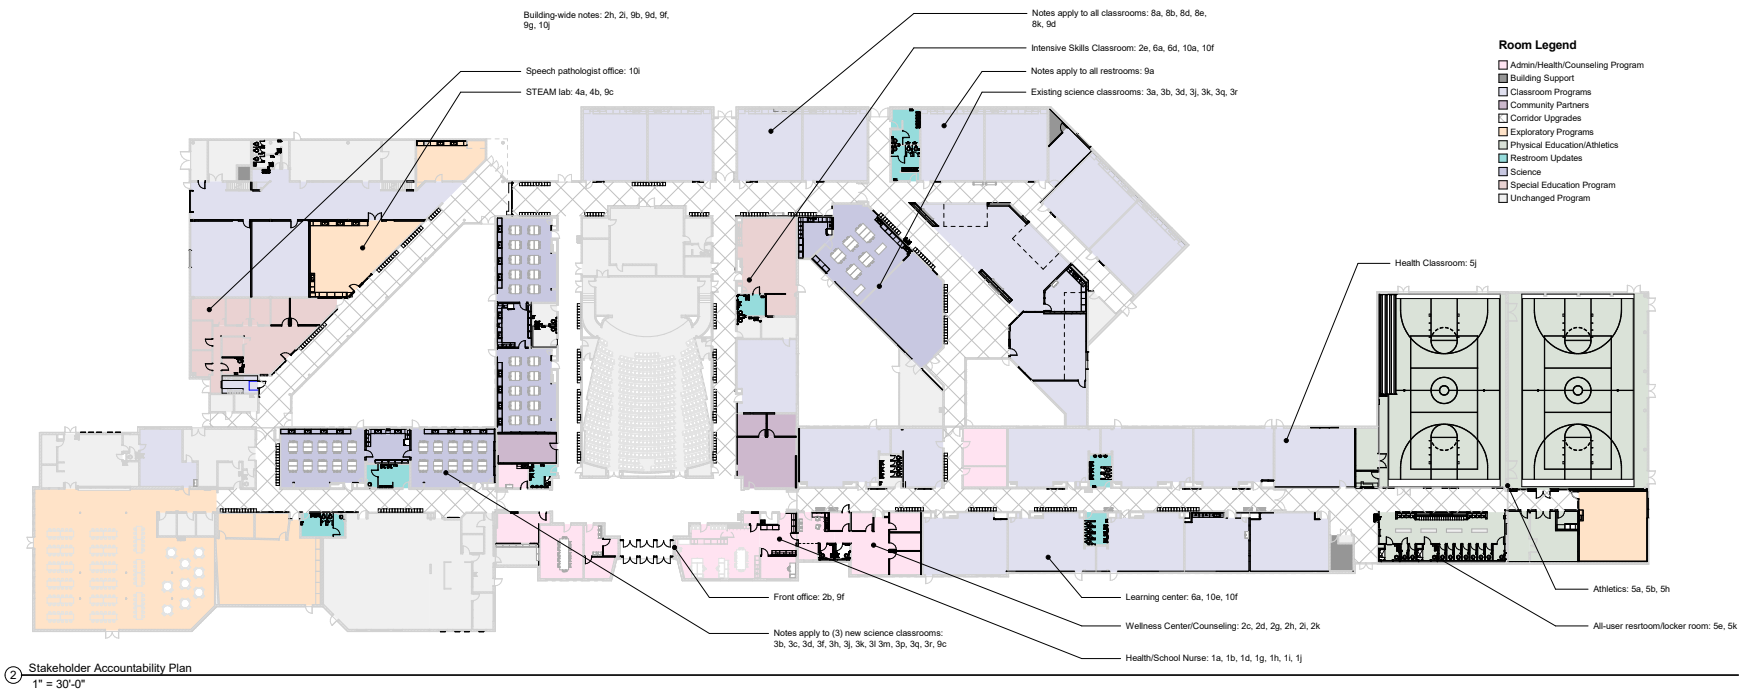 Building-wide notes: 2h, 2i, 9b, 9d, 9f,
9g, 10j
Notes apply to all classrooms: 8a, 8b, 8d, 8e,
8k, 9d
Intensive Skills Classroom: 2e, 6a, 6d, 10a, 10f
Speech pathologist office: 10i
Notes apply to all restrooms: 9a
STEAM lab: 4a, 4b, 9c
Existing science classrooms: 3a, 3b, 3d, 3j, 3k, 3q, 3r
Room Legend
Admin/Health/Counseling Program
Building Support
Classroom Programs
Community Partners
Corridor Upgrades
Exploratory Programs
Physical Education/Athletics
Restroom Updates
Science
Special Education Program
Unchanged Program
Health Classroom: 5j
Front office: 2b, 9f
Learning center: 6a, 10e, 10f
Athletics: 5a, 5b, 5h
Wellness Center/Counseling: 2c, 2d, 2g, 2h, 2i, 2k
All-user resrtoom/locker room: 5e, 5k
Notes apply to (3) new science classrooms:
3b, 3c, 3d, 3f, 3h, 3j, 3k, 3l 3m, 3p, 3q, 3r, 9c
Health/School Nurse: 1a, 1b, 1d, 1g, 1h, 1i, 1j
2 Stakeholder Accountability Plan
1" = 30'-0"